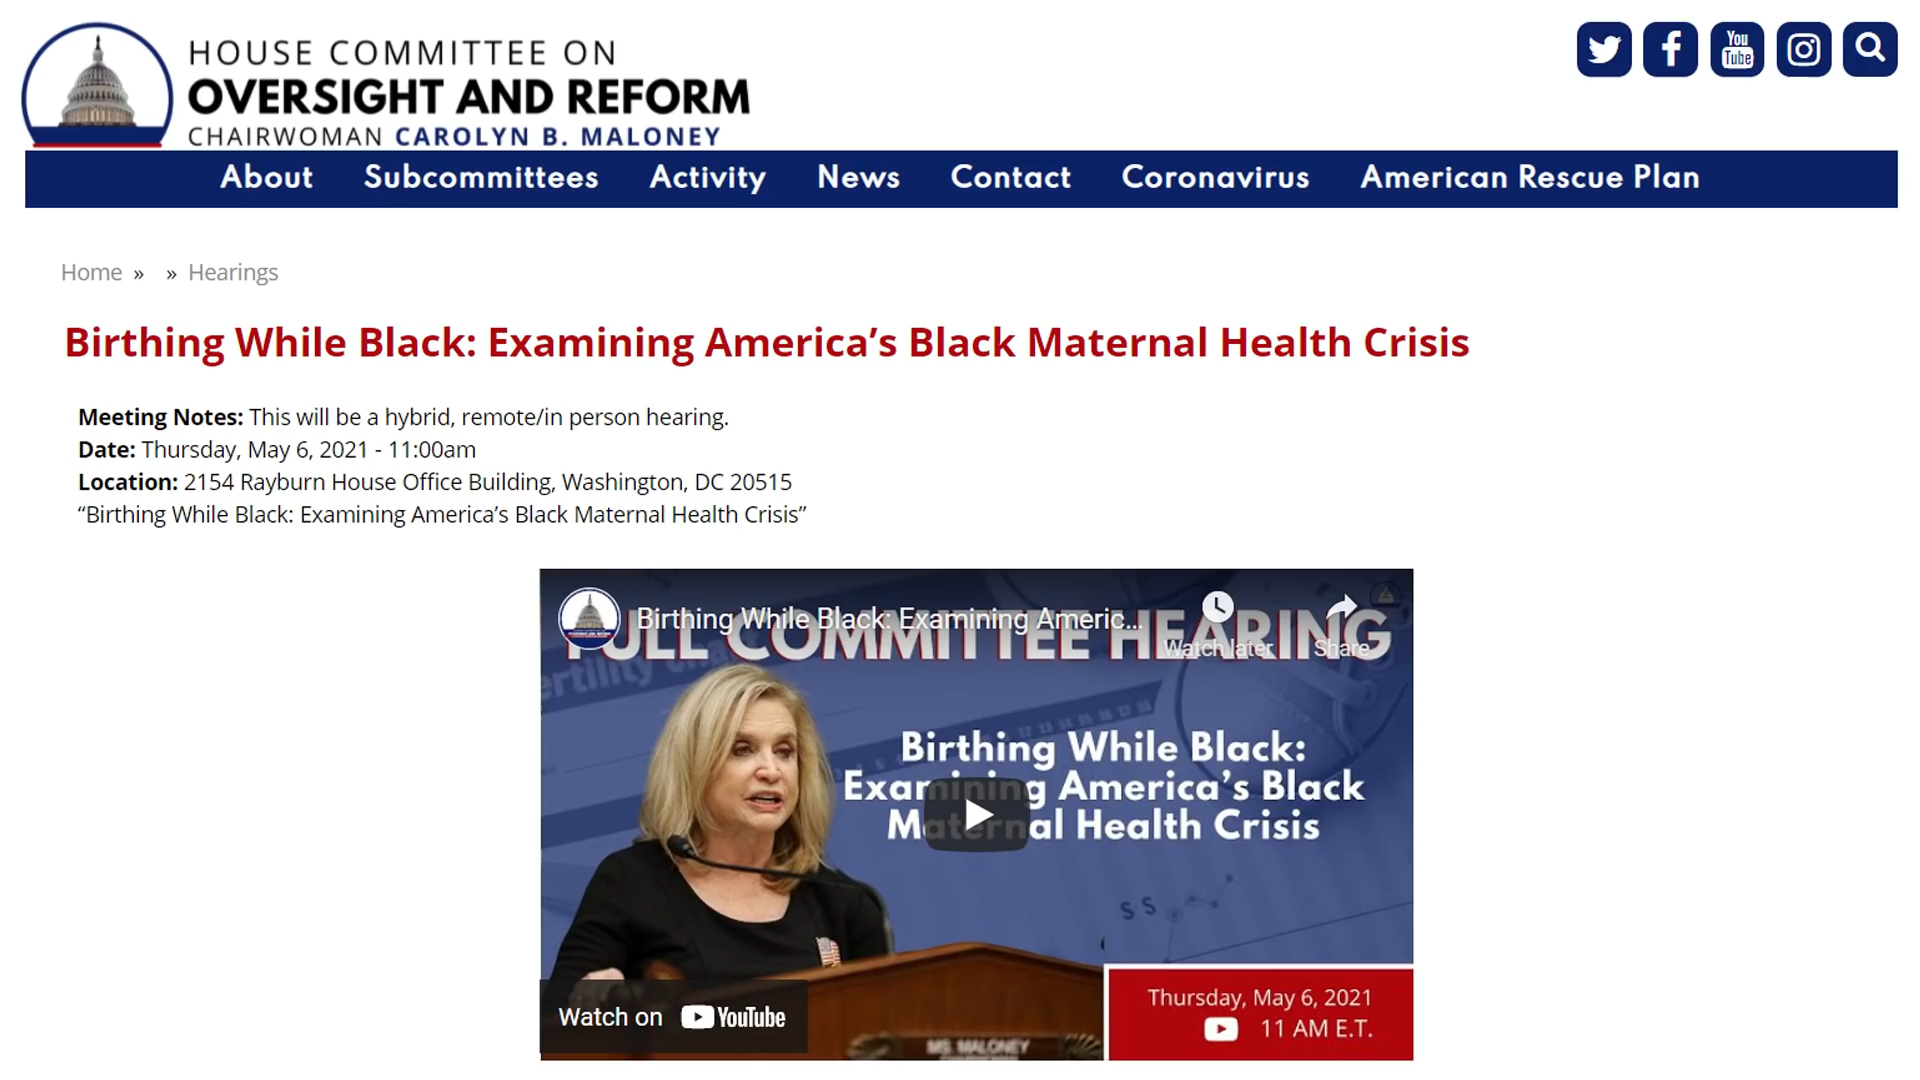 HOUSE COMMITTEE ON
OVERSIGHT AND REFORM
CHAIRWOMAN CAROLYN B. MALONEY
You
Tube
About Subcommittees Activity News Contact Coronavirus American Rescue Plan
Home » » Hearings
Birthing While Black: Examining America’s Black Maternal Health Crisis
Meeting Notes: This will be a hybrid, remote/in person hearing.
Date: Thursday, May 6, 2021 - 11:00am
Location: 2154 Rayburn House Office Building, Washington, DC 20515
“Birthing While Black: Examining America’s Black Maternal Health Crisis”
Birthing While Black: Examining Americ...
FULL COMMITTEE HEARING
Watch later Share
Birthing While Black:
Examining America’s Black
Maternal Health Crisis
Thursday, May 6, 2021
11 AM E.T.
Watch on YouTube
MS. MALONEY